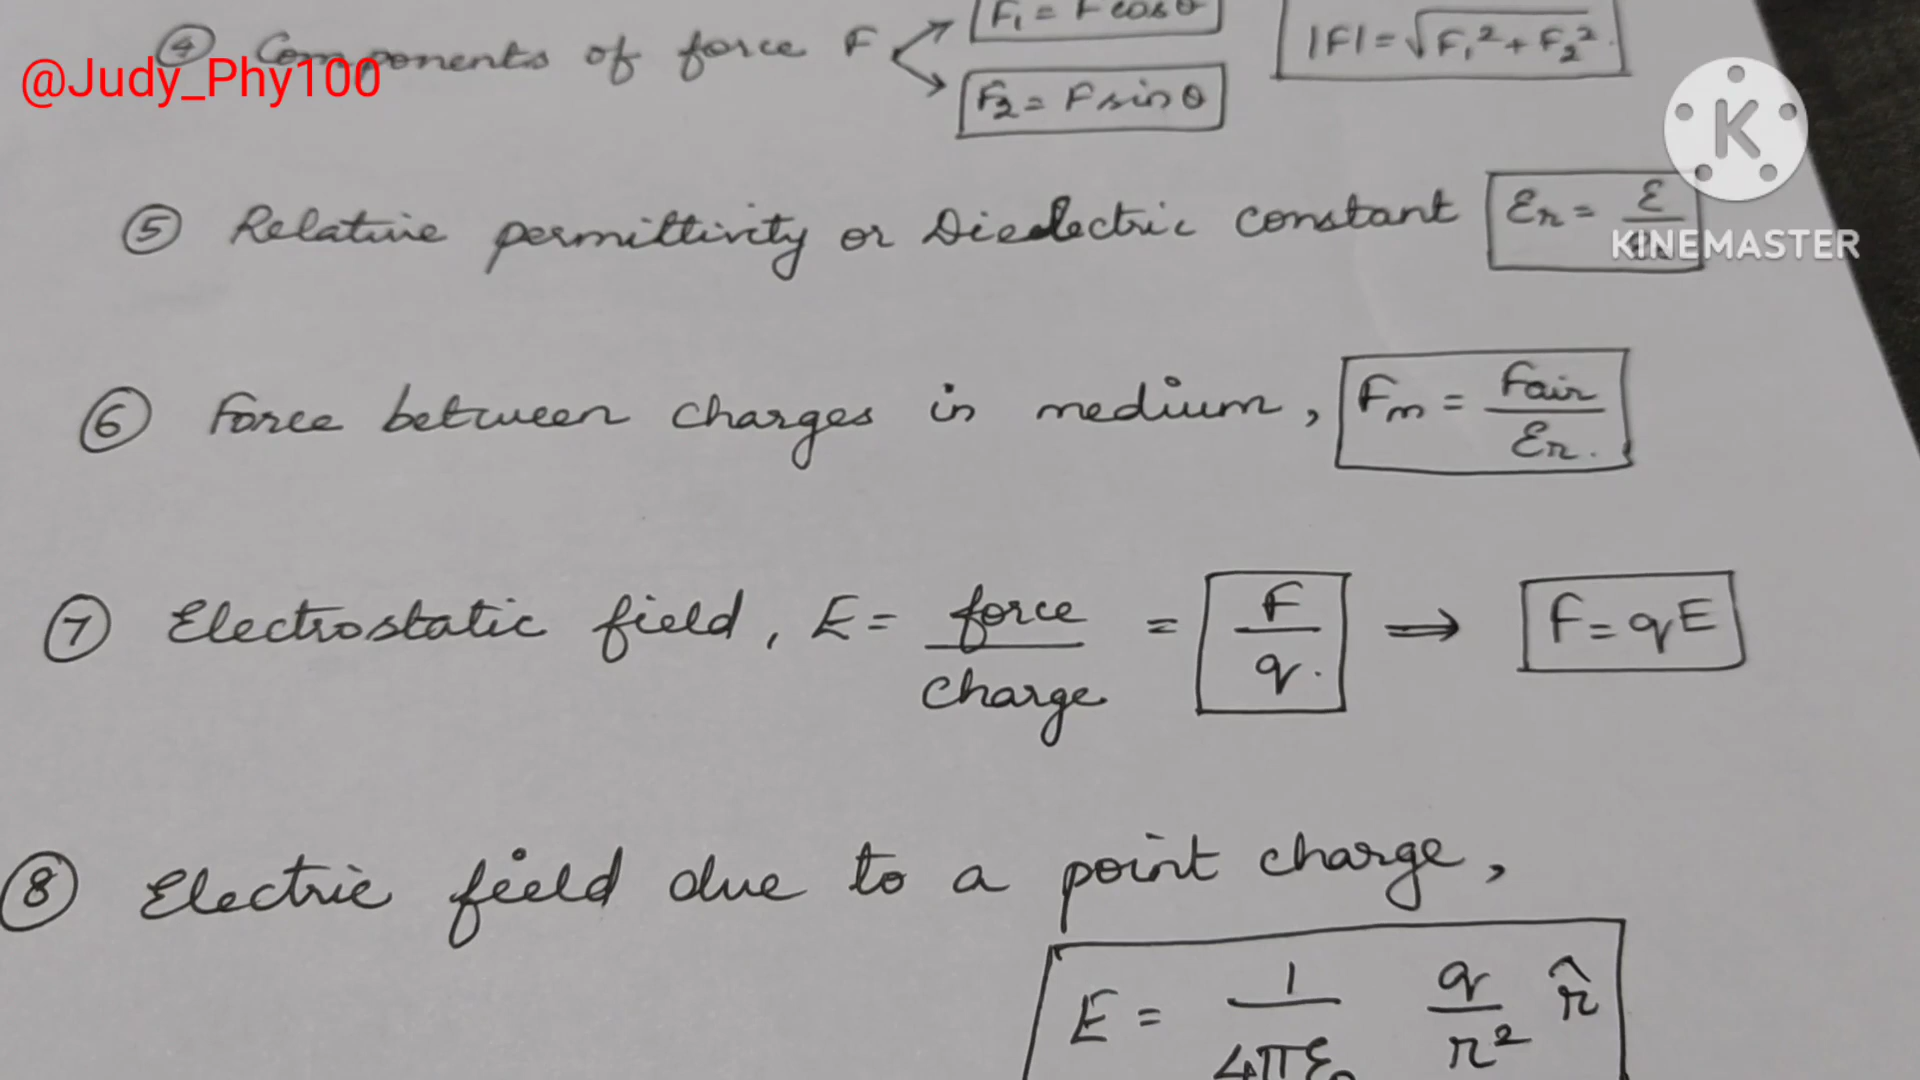 ④ Components of force F F₁ = F cos θ |F| = √F₁² + F₂²
@Judy_Phy100
F₂ = F sin θ
K
⑤ Relative permittivity or Dielectric constant εr = ε
KINEMASTER
⑥ Force between charges in medium, Fm = Fair / εr.
⑦ Electrostatic field, E = force / charge = F / q. ⇒ F = qE
⑧ Electric field due to a point charge,
E = 1 / 4πε₀ q / r² r̂